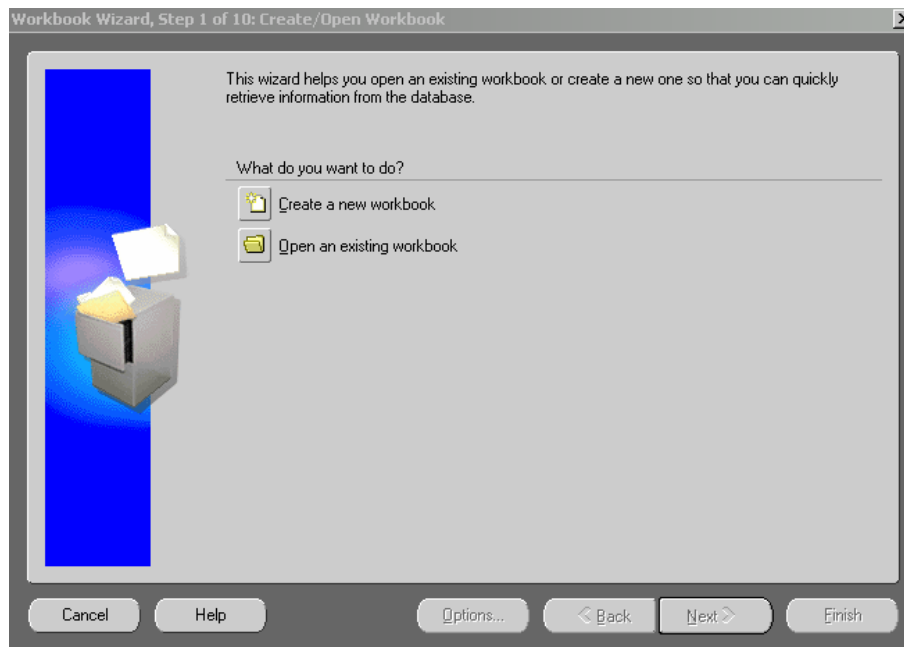 Workbook Wizard, Step 1 of 10: Create/Open Workbook
This wizard helps you open an existing workbook or create a new one so that you can quickly
retrieve information from the database.
What do you want to do?
Create a new workbook
Open an existing workbook
Cancel Help Options... Back Next Finish